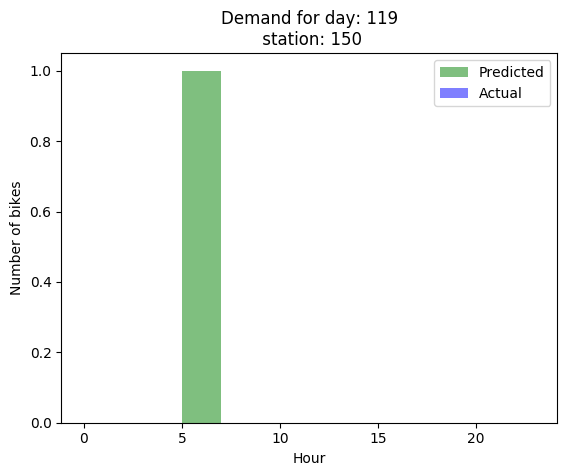 Demand for day: 119
station: 150
Predicted
Actual
1.0
0.8
0.6
0.4
0.2
0.0
Number of bikes
0
5
10
15
20
Hour